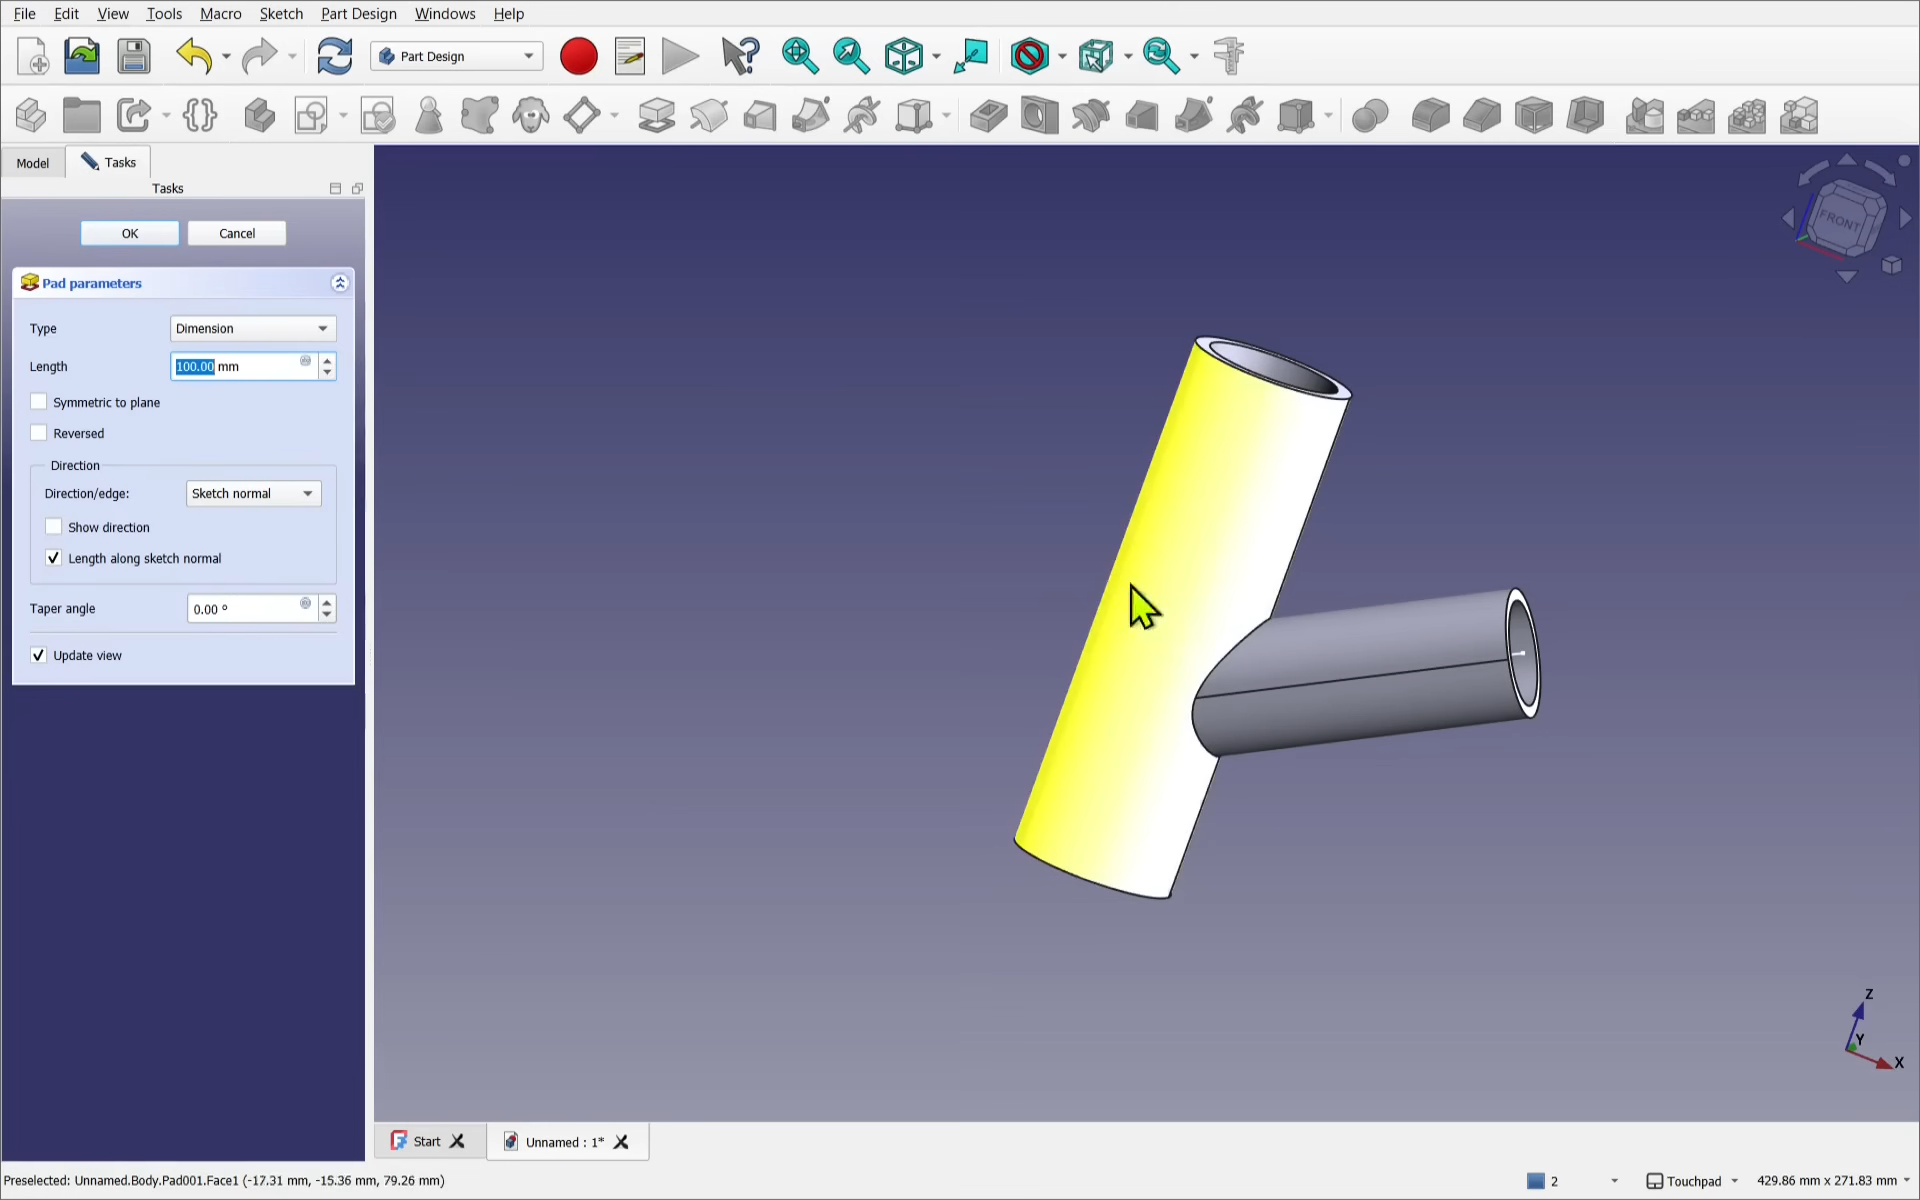 File Edit View Tools Macro Sketch Part Design Windows Help
Part Design
Model Tasks
Tasks
OK Cancel
Pad parameters
Type Dimension
Length 100.00 mm
Symmetric to plane
Reversed
Direction
Direction/edge: Sketch normal
Show direction
Length along sketch normal
Taper angle 0.00 °
Update view
FRONT
Z
Y
X
Start Unnamed : 1*
Preselected: Unnamed.Body.Pad001.Face1 (-17.31 mm, -15.36 mm, 79.26 mm) 2 Touchpad 429.86 mm x 271.83 mm